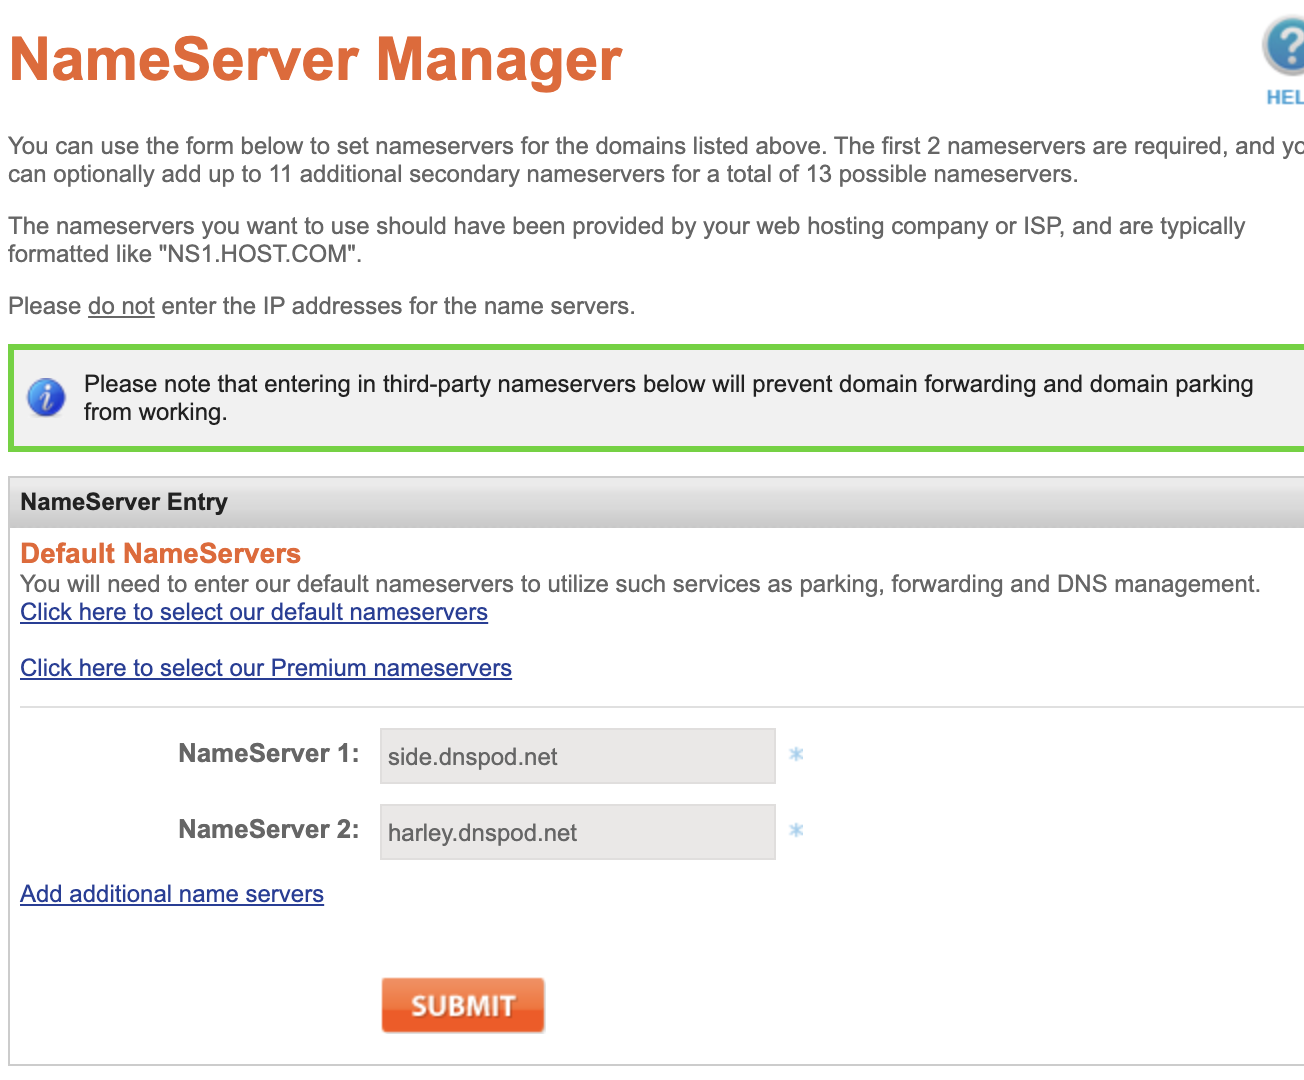 NameServer Manager
?
HEL
You can use the form below to set nameservers for the domains listed above. The first 2 nameservers are required, and yo
can optionally add up to 11 additional secondary nameservers for a total of 13 possible nameservers.
The nameservers you want to use should have been provided by your web hosting company or ISP, and are typically
formatted like "NS1.HOST.COM".
Please do not enter the IP addresses for the name servers.
i
Please note that entering in third-party nameservers below will prevent domain forwarding and domain parking
from working.
NameServer Entry
Default NameServers
You will need to enter our default nameservers to utilize such services as parking, forwarding and DNS management.
Click here to select our default nameservers
Click here to select our Premium nameservers
NameServer 1: side.dnspod.net *
NameServer 2: harley.dnspod.net *
Add additional name servers
SUBMIT